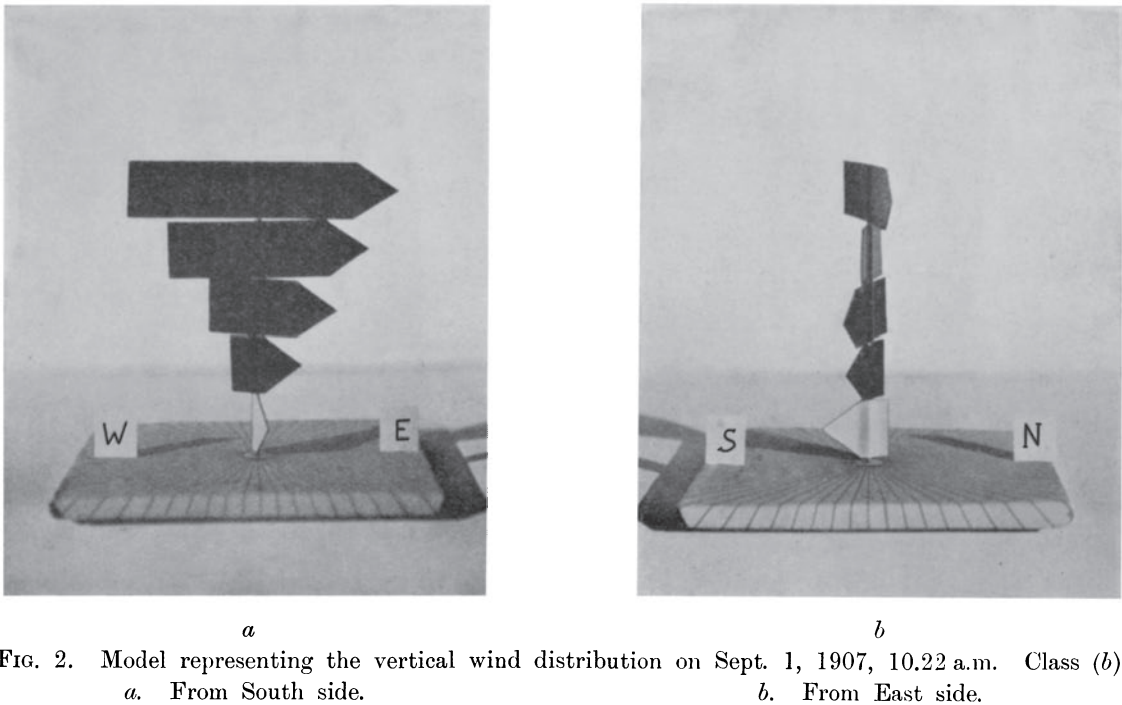 W E
S N
a b
FIG. 2. Model representing the vertical wind distribution on Sept. 1, 1907, 10.22 a.m. Class (b)
a. From South side. b. From East side.